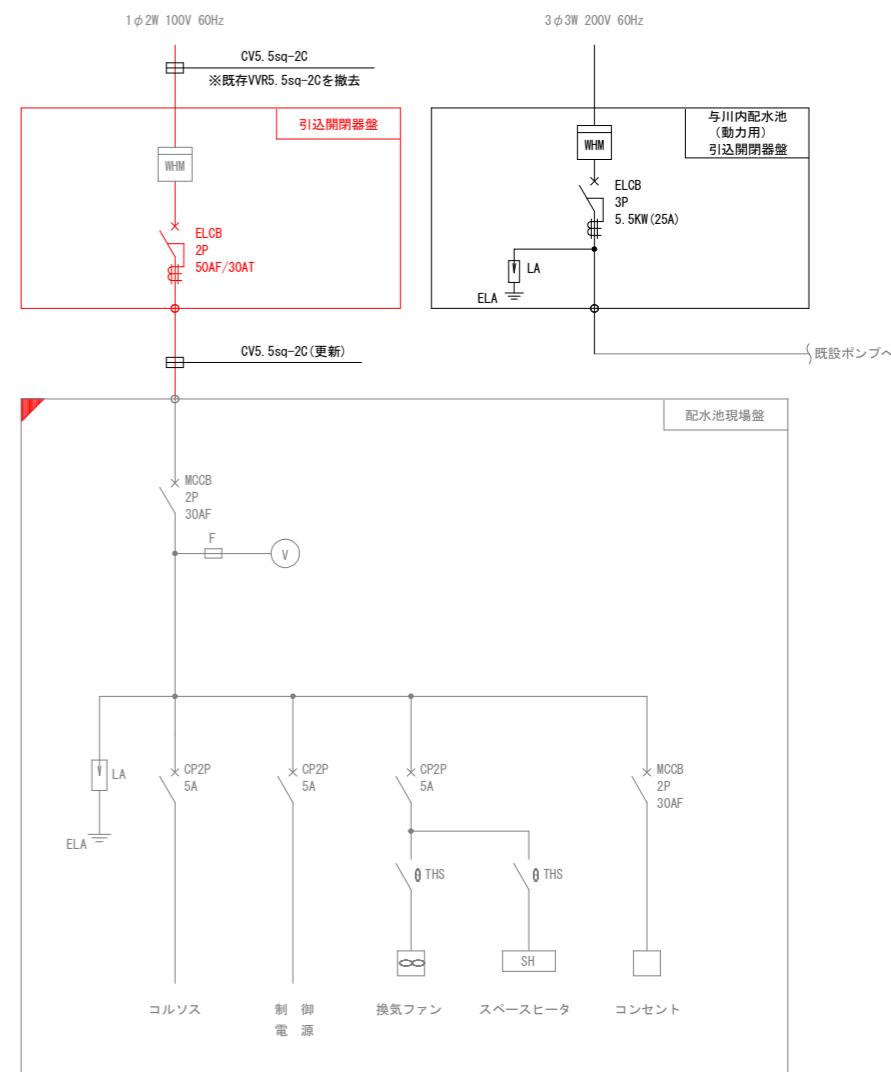 1φ2W 100V 60Hz
3φ3W 200V 60Hz
CV5.5sq-2C
※既存VVR5.5sq-2Cを撤去
引込開閉器盤
WHM
ELCB
2P
50AF/30AT
与川内配水池
(動力用)
引込開閉器盤
WHM
ELCB
3P
5.5KW(25A)
LA
ELA
CV5.5sq-2C(更新)
既設ポンプへ
配水池現場盤
MCCB
2P
30AF
F
V
LA
ELA
CP2P
5A
CP2P
5A
CP2P
5A
MCCB
2P
30AF
THS
THS
SH
コルソス
制 御
電 源
換気ファン
スペースヒータ
コンセント